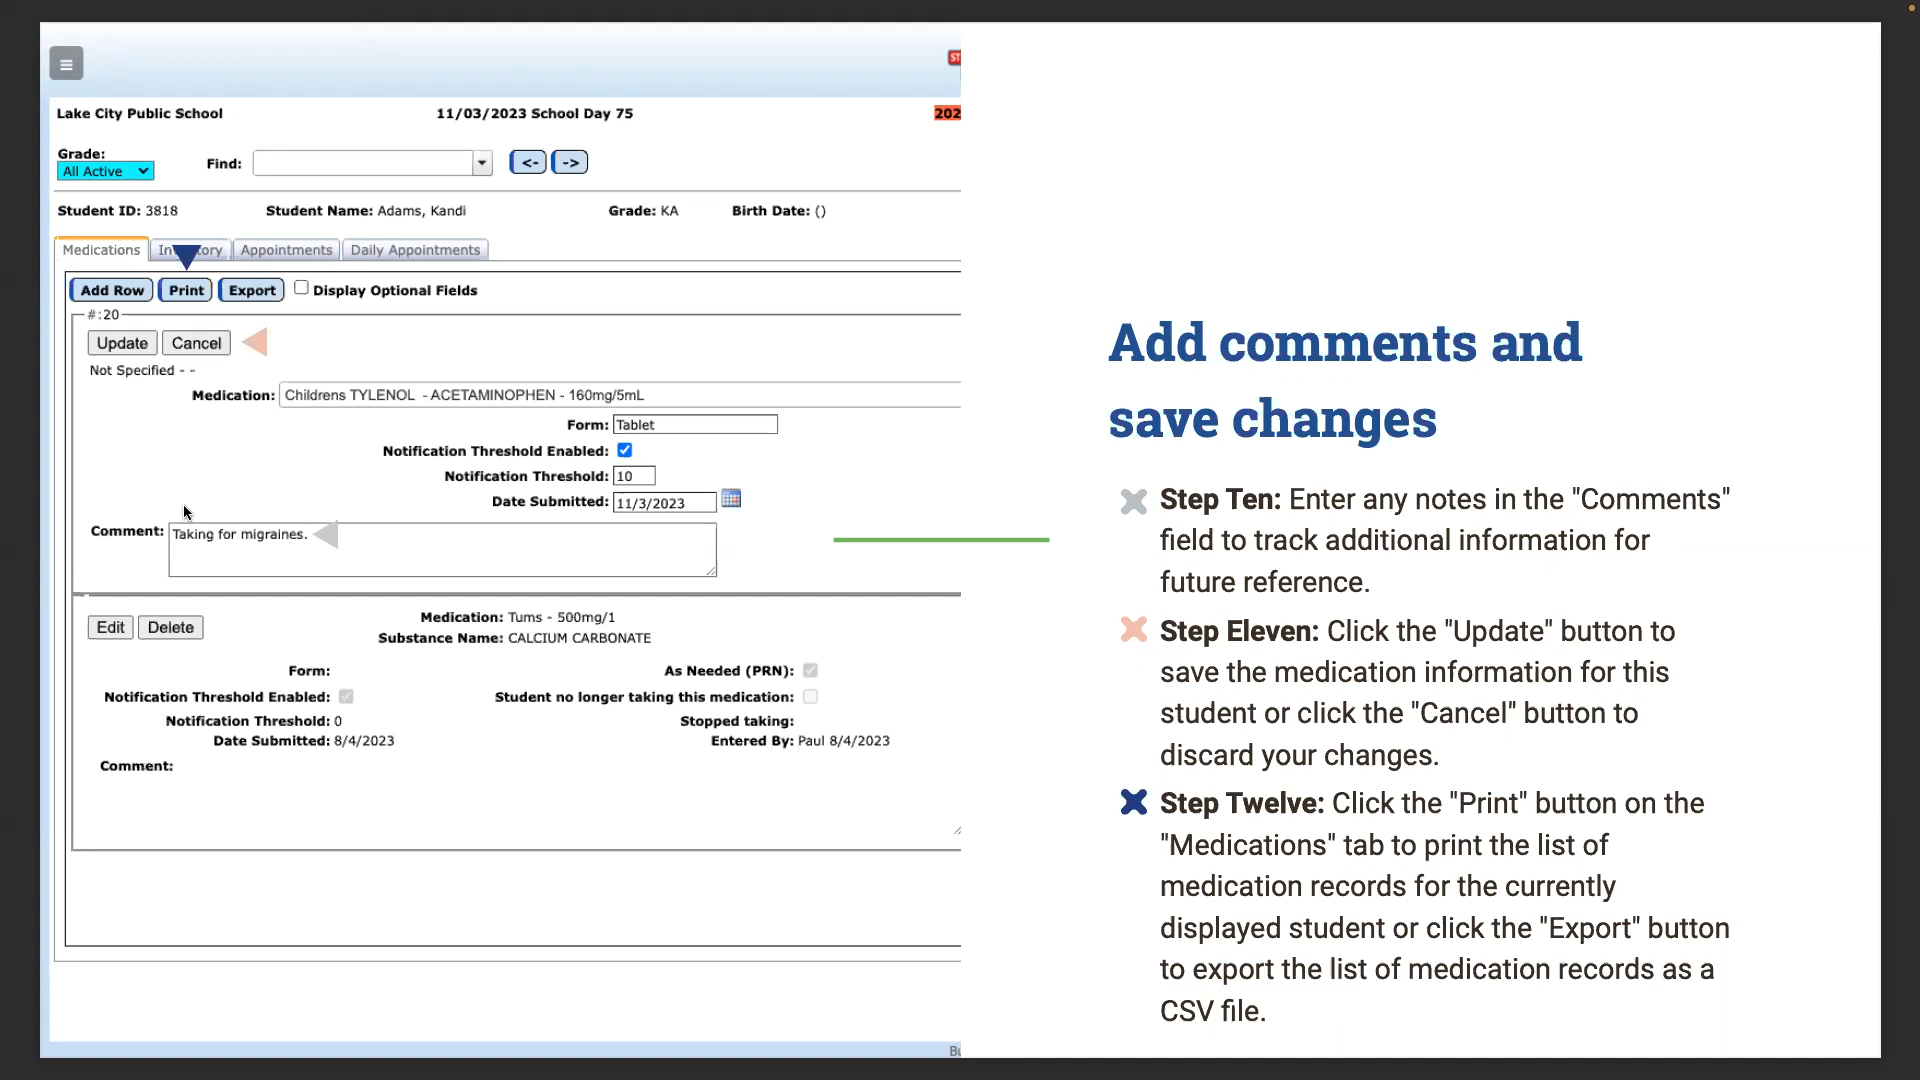 ST
Lake City Public School 11/03/2023 School Day 75 202
Grade:
All Active Find: <- ->
Student ID: 3818 Student Name: Adams, Kandi Grade: KA Birth Date: ()
Medications Appointments Daily Appointments
Add Row Print Export Display Optional Fields
#:20
Update Cancel
Not Specified - -
Medication: Childrens TYLENOL - ACETAMINOPHEN - 160mg/5mL
Form: Tablet
Notification Threshold Enabled:
Notification Threshold: 10
Date Submitted: 11/3/2023
Comment: Taking for migraines.
Edit Delete
Medication: Tums - 500mg/1
Substance Name: CALCIUM CARBONATE
Form: As Needed (PRN):
Notification Threshold Enabled: Student no longer taking this medication:
Notification Threshold: 0 Stopped taking:
Date Submitted: 8/4/2023 Entered By: Paul 8/4/2023
Comment:
Add comments and
save changes
Step Ten: Enter any notes in the "Comments"
field to track additional information for
future reference.
Step Eleven: Click the "Update" button to
save the medication information for this
student or click the "Cancel" button to
discard your changes.
Step Twelve: Click the "Print" button on the
"Medications" tab to print the list of
medication records for the currently
displayed student or click the "Export" button
to export the list of medication records as a
CSV file.